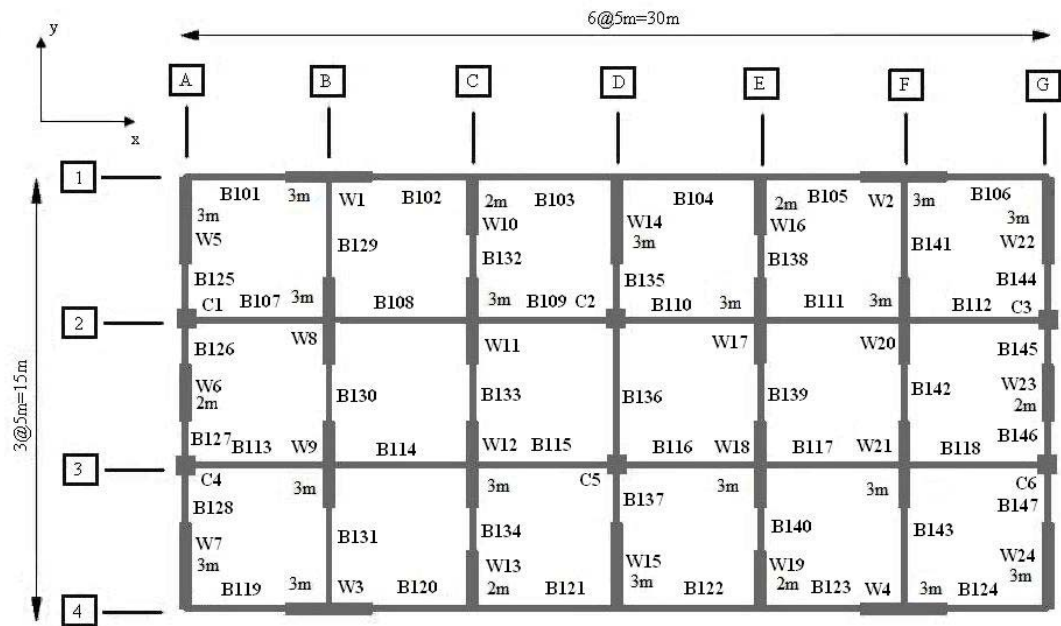 6@5m=30m
y
x
A B C D E F G
1
B101 3m W1 B102 2m B103 B104 2m B105 W2 3m B106
3m W10 W14 W16 3m
W5 3m W22
B129 B132 B138 B141
B125 B135 B144
C1 B107 3m B108 3m B109 C2 B110 3m B111 3m B112 C3
2
W8 W11 W17 W20
B126 B145
W6 W23
2m B130 B133 B136 B139 B142 2m
B127 B113 W9 B114 W12 B115 B116 W18 B117 W21 B118 B146
3
C4 3m 3m C5 3m 3m C6
B128 B137 B147
B131 B134 B140 B143
W7 W13 W15 W19 W24
3m B119 3m W3 B120 2m B121 3m B122 2m B123 W4 3m B124 3m
4
3@5m=15m